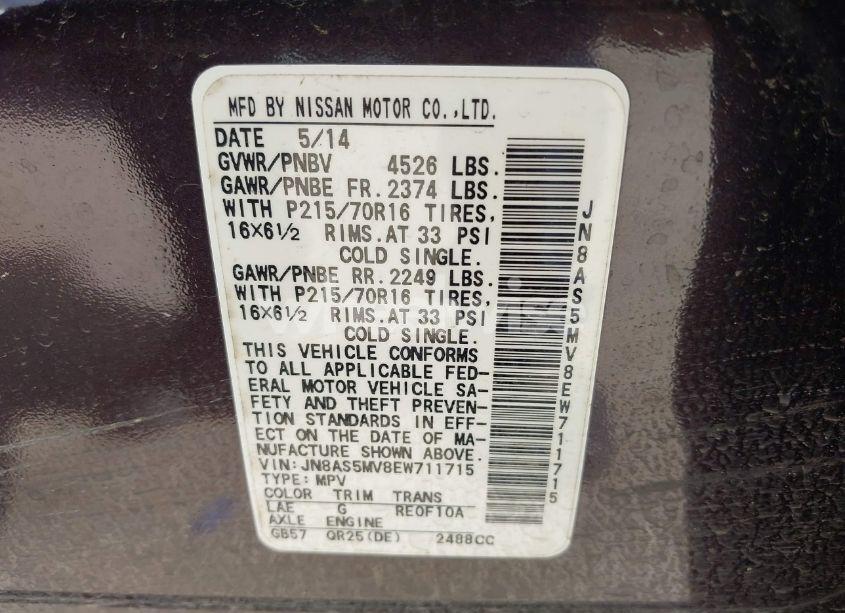 MFD BY NISSAN MOTOR CO.,LTD.
DATE 5/14
GVWR/PNBV 4526 LBS.
GAWR/PNBE FR. 2374 LBS.
WITH P215/70R16 TIRES,
16×6½ RIMS.AT 33 PSI
COLD SINGLE.
GAWR/PNBE RR. 2249 LBS.
WITH P215/70R16 TIRES,
16×6½ RIMS.AT 33 PSI
COLD SINGLE.
THIS VEHICLE CONFORMS
TO ALL APPLICABLE FED-
ERAL MOTOR VEHICLE SA-
FETY AND THEFT PREVEN-
TION STANDARDS IN EFF-
ECT ON THE DATE OF MA-
NUFACTURE SHOWN ABOVE.
VIN:JN8AS5MV8EW711715
TYPE:MPV
COLOR TRIM TRANS
LAE G RE0F10A
AXLE ENGINE
GB57 QR25(DE) 2488CC
JN8AS5MV8EW711715